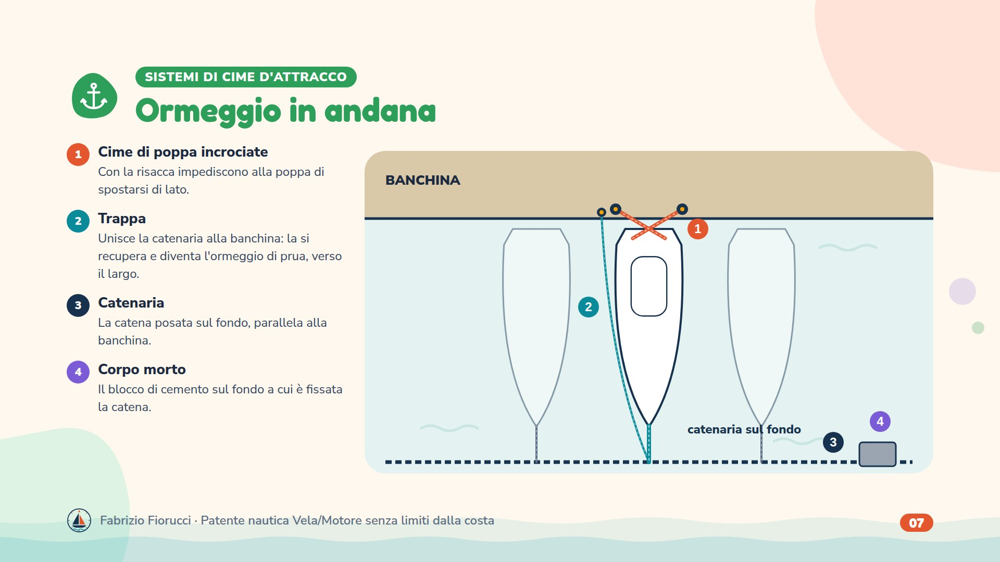 SISTEMI DI CIME D'ATTRACCO
Ormeggio in andana
1
Cime di poppa incrociate
Con la risacca impediscono alla poppa di
spostarsi di lato.
2
Trappa
Unisce la catenaria alla banchina: la si
recupera e diventa l'ormeggio di prua, verso
il largo.
3
Catenaria
La catena posata sul fondo, parallela alla
banchina.
4
Corpo morto
Il blocco di cemento sul fondo a cui è fissata
la catena.
BANCHINA
1
2
catenaria sul fondo
3
4
Fabrizio Fiorucci · Patente nautica Vela/Motore senza limiti dalla costa
07